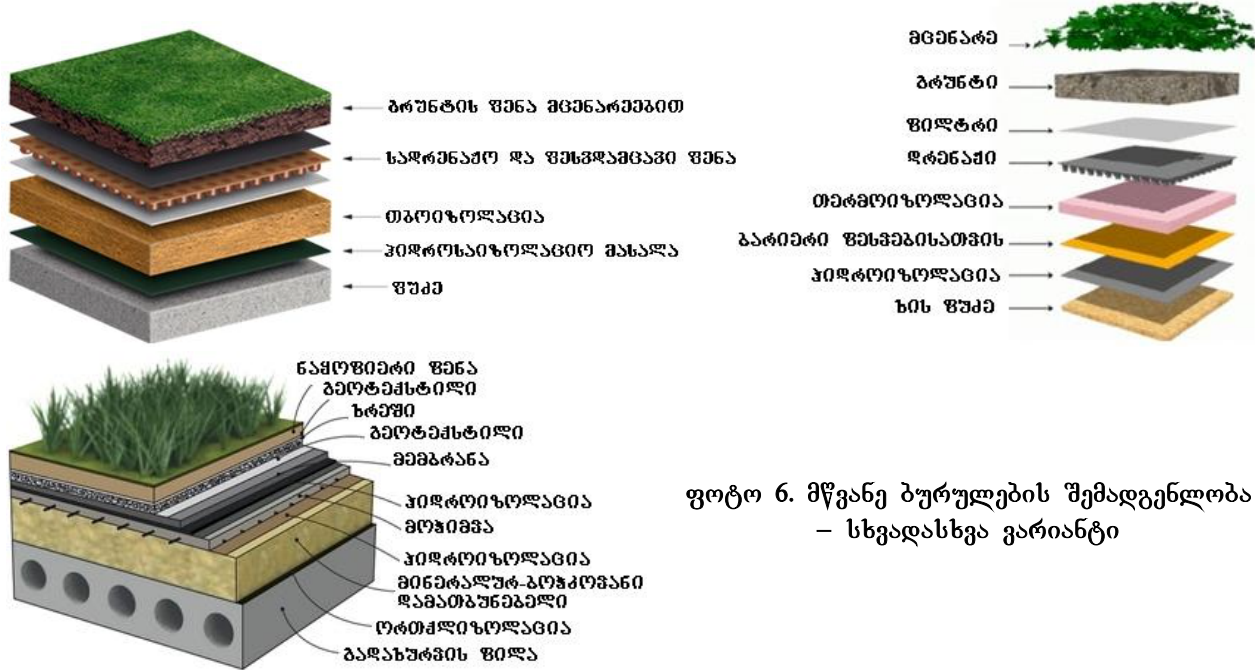 გრუნტის ფენა მცენარეებით
სადრენაჟო და ფესვდამცავი ფენა
თბოიზოლაცია
ჰიდროსაიზოლაციო მასალა
ფუძე
მცენარე
გრუნტი
ფილტრი
დრენაჟი
თერმოიზოლაცია
ბარიერი ფესვებისათვის
ჰიდროიზოლაცია
ხის ფუძე
ნაყოფიერი ფენა
გეოტექსტილი
ხრეში
გეოტექსტილი
მემბრანა
ჰიდროიზოლაცია
მოჭიმვა
ჰიდროიზოლაცია
მინერალურ-ბოჭკოვანი
დამათბუნებელი
ორთქლიზოლაცია
გადახურვის ფილა
ფოტო 6. მწვანე ბურულების შემადგენლობა
– სხვადასხვა ვარიანტი